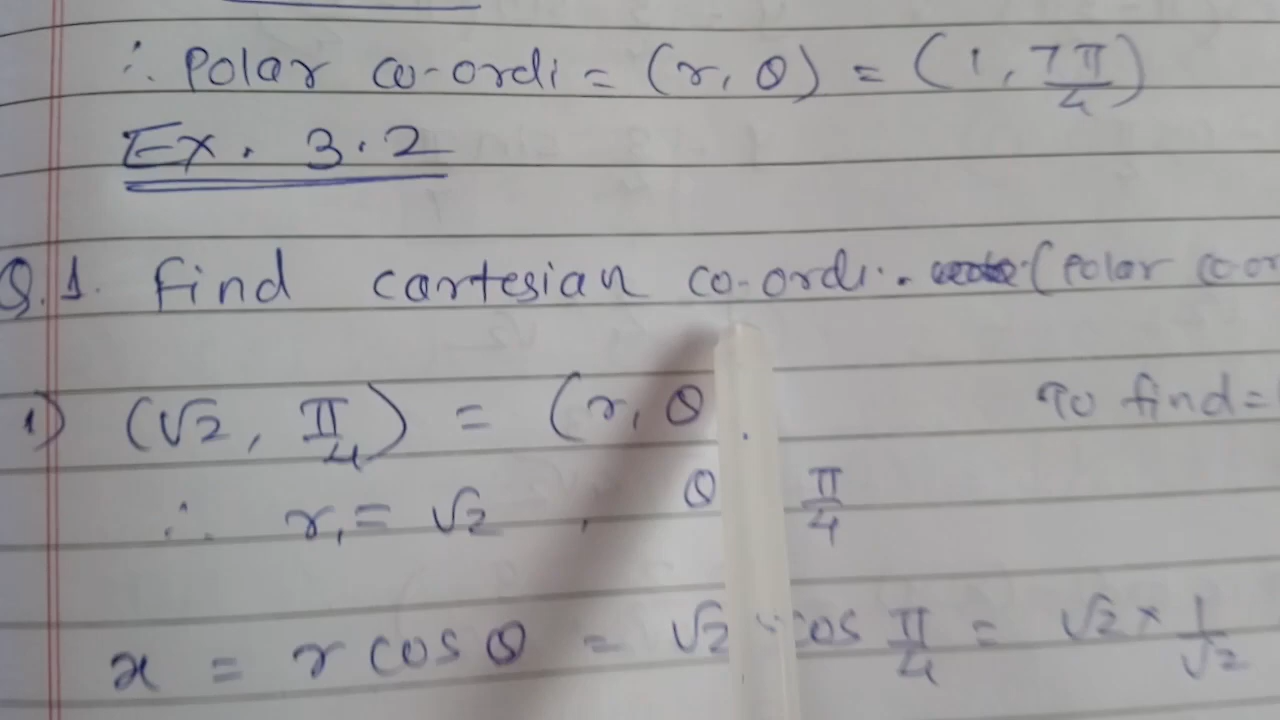 ∴ Polar co-ordi = (r, θ) = (1, 7π/4)
Ex. 3.2
Q.1. Find cartesian co-ordi. (Polar co-or
1) (√2, π/4) = (r, θ To find =
∴ r = √2, θ π/4
x = r cos θ = √2 · cos π/4 = √2 × 1/√2